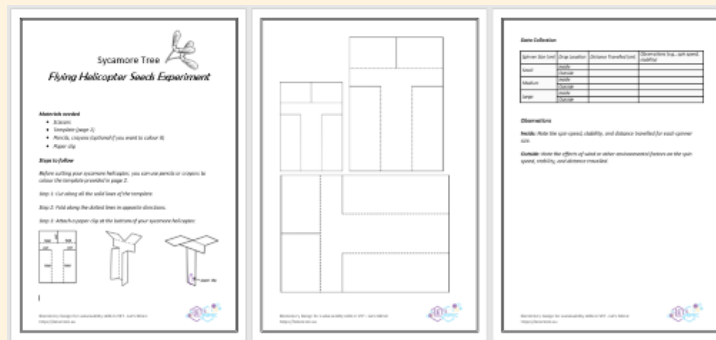 Sycamore Tree
Flying Helicopter Seeds Experiment
Materials needed
Scissors
Template (page 2)
Pencils, crayons (optional if you want to colour it).
Paper clip
Steps to follow
Before cutting your sycamore helicopter, you can use pencils or crayons to
colour the template provided in page 2.
Step 1: Cut along all the solid lines of the template.
Step 2: Fold along the dotted lines in opposite directions.
Step 3: Attach a paper clip at the bottom of your sycamore helicopter.
Data Collection
Spinner Size (cm) Drop Location Distance Travelled (cm) Observations (e.g., spin speed,
stability)
Small Inside
Outside
Medium Inside
Outside
Large Inside
Outside
Observations
Inside: Note the spin speed, stability, and distance travelled for each spinner
size.
Outside: Note the effects of wind or other environmental factors on the spin
speed, stability, and distance travelled.